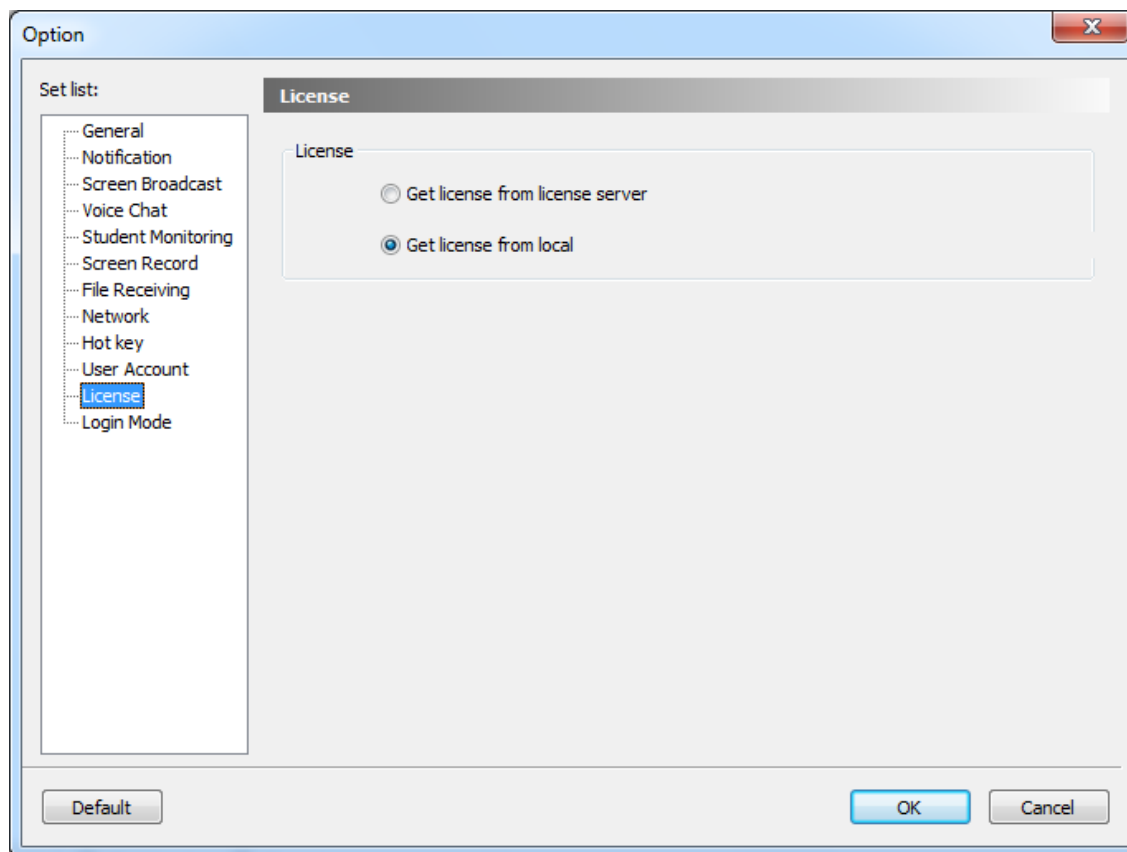 Option
X
Set list:
General
Notification
Screen Broadcast
Voice Chat
Student Monitoring
Screen Record
File Receiving
Network
Hot key
User Account
License
Login Mode
License
License
Get license from license server
Get license from local
Default
OK
Cancel